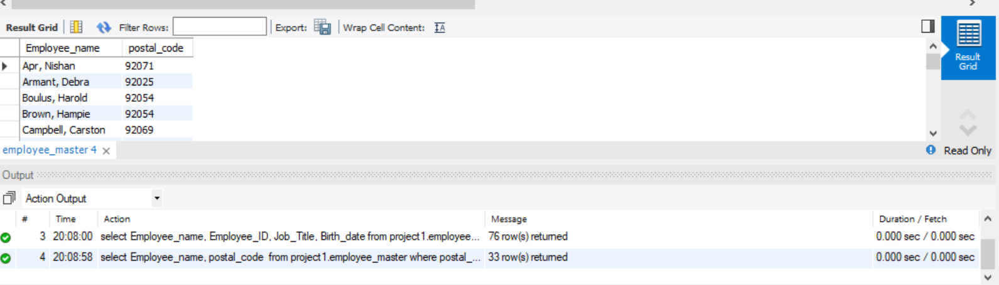 Result Grid Filter Rows: Export: Wrap Cell Content:
Result Grid
Employee_name postal_code
Apr, Nishan 92071
Armant, Debra 92025
Boulus, Harold 92054
Brown, Hampie 92054
Campbell, Carston 92069
employee_master 4 Read Only
Output
Action Output
# Time Action Message Duration / Fetch
3 20:08:00 select Employee_name, Employee_ID, Job_Title, Birth_date from project1.employee... 76 row(s) returned 0.000 sec / 0.000 sec
4 20:08:58 select Employee_name, postal_code from project1.employee_master where postal_... 33 row(s) returned 0.000 sec / 0.000 sec